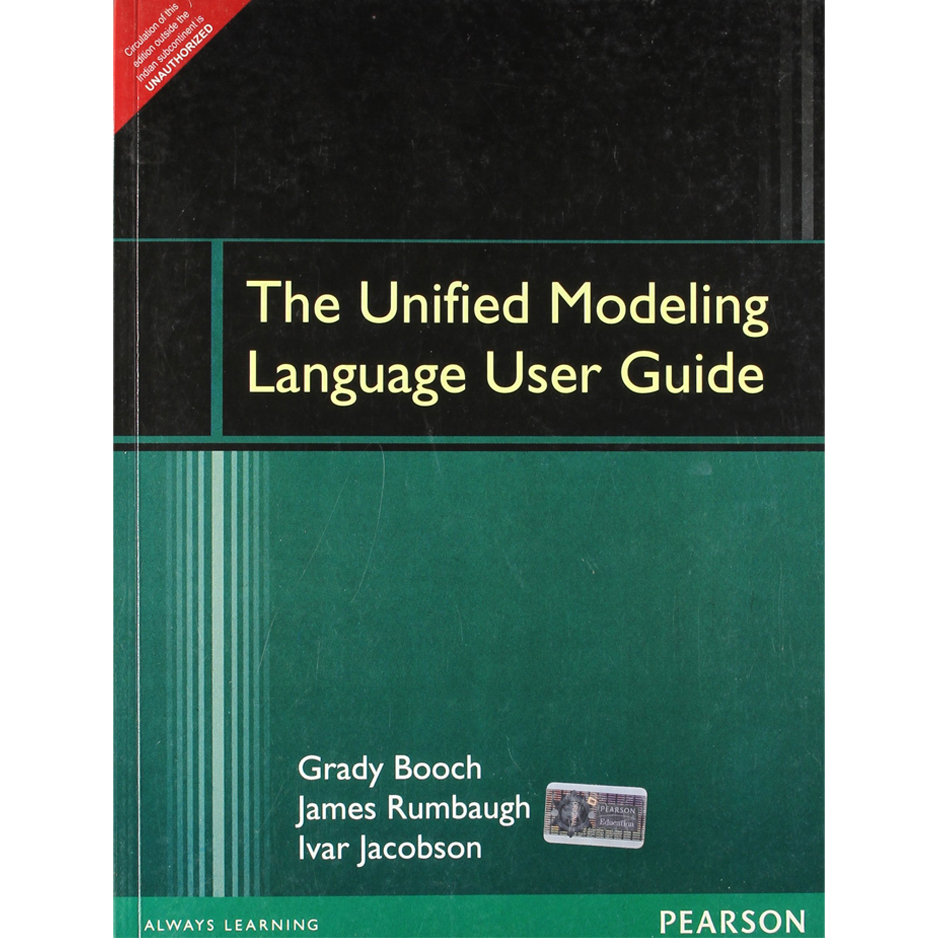 Circulation of this
edition outside the
Indian subcontinent is
UNAUTHORIZED
The Unified Modeling
Language User Guide
Grady Booch
James Rumbaugh
Ivar Jacobson
PEARSON
Education
ALWAYS LEARNING
PEARSON